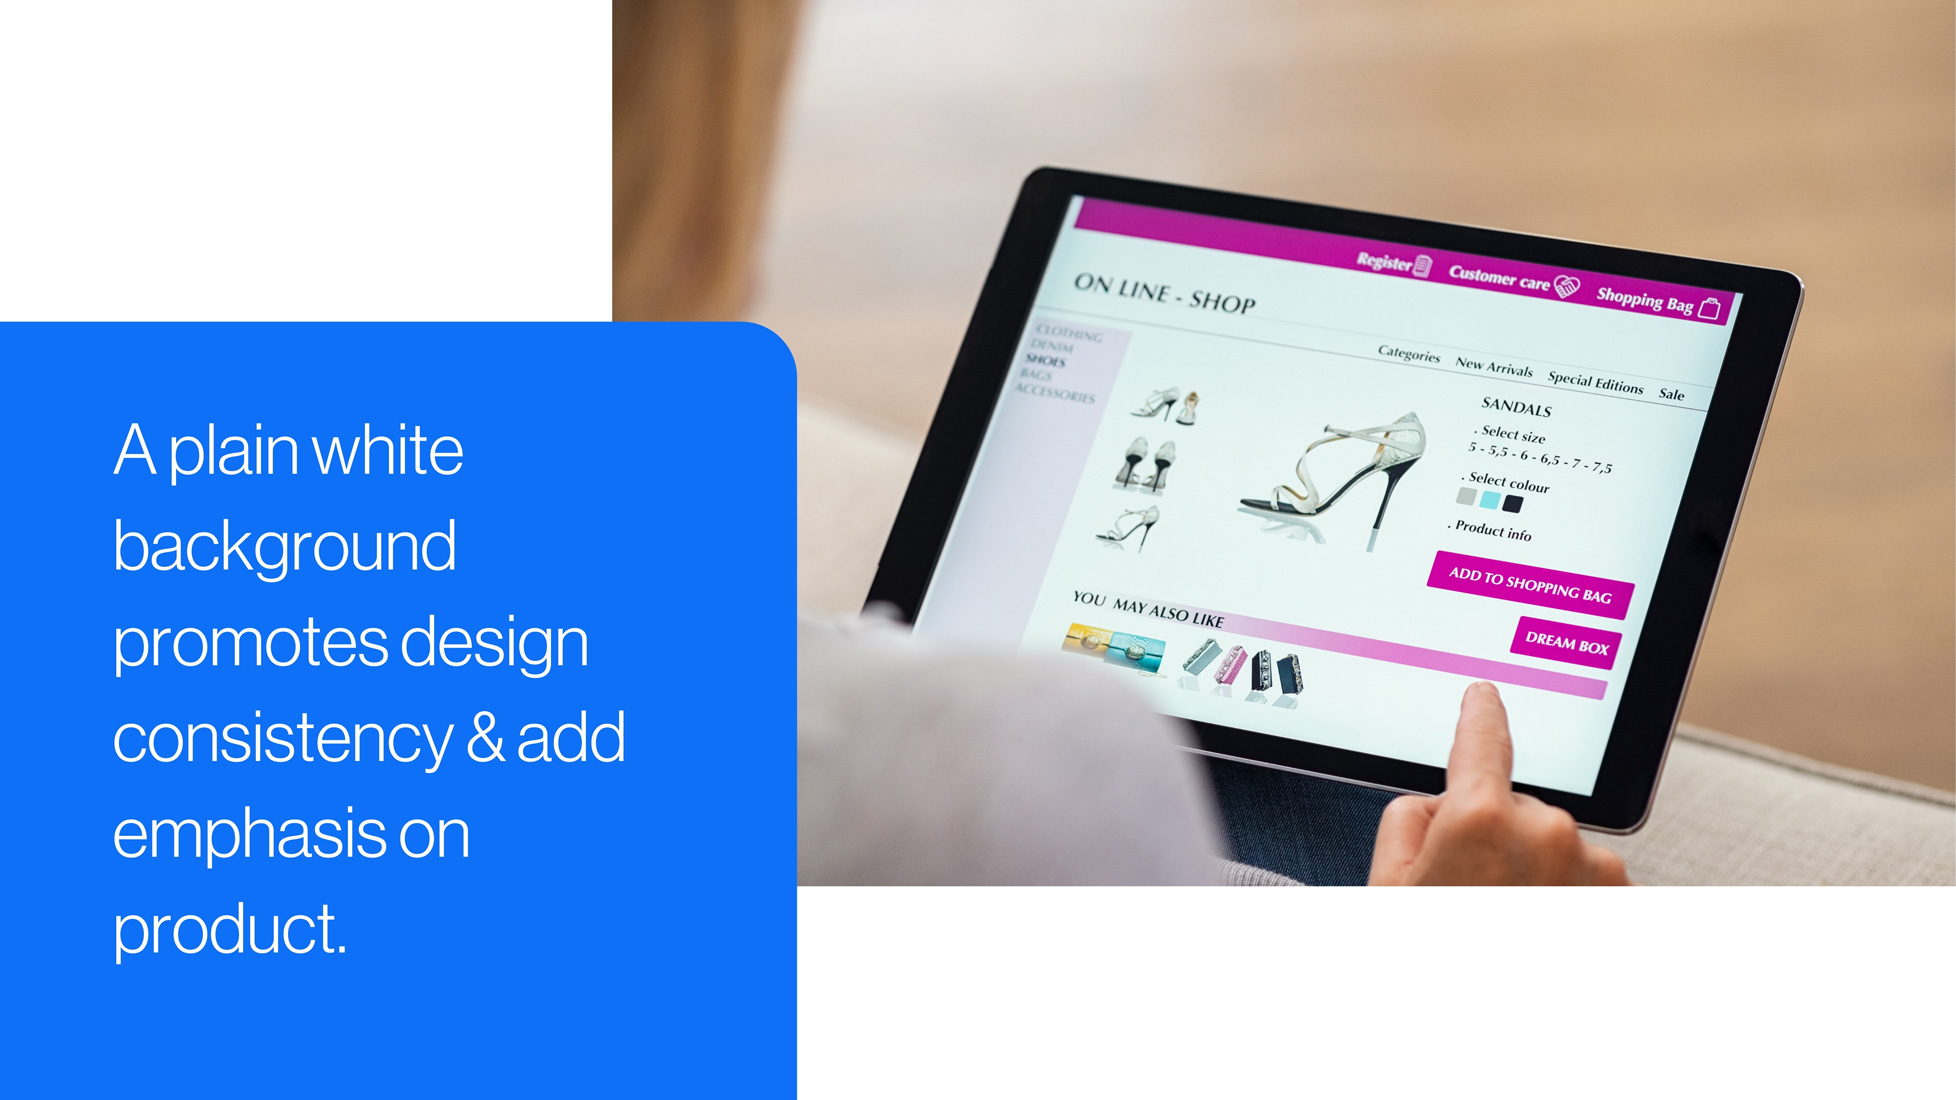 A plain white
background
promotes design
consistency & add
emphasis on
product.
Register Customer care Shopping Bag
ON LINE - SHOP
Categories New Arrivals Special Editions Sale
CLOTHING
DENIM
SHOES
BAGS
ACCESSORIES
SANDALS
. Select size
5 - 5,5 - 6 - 6,5 - 7 - 7,5
. Select colour
. Product info
ADD TO SHOPPING BAG
DREAM BOX
YOU MAY ALSO LIKE